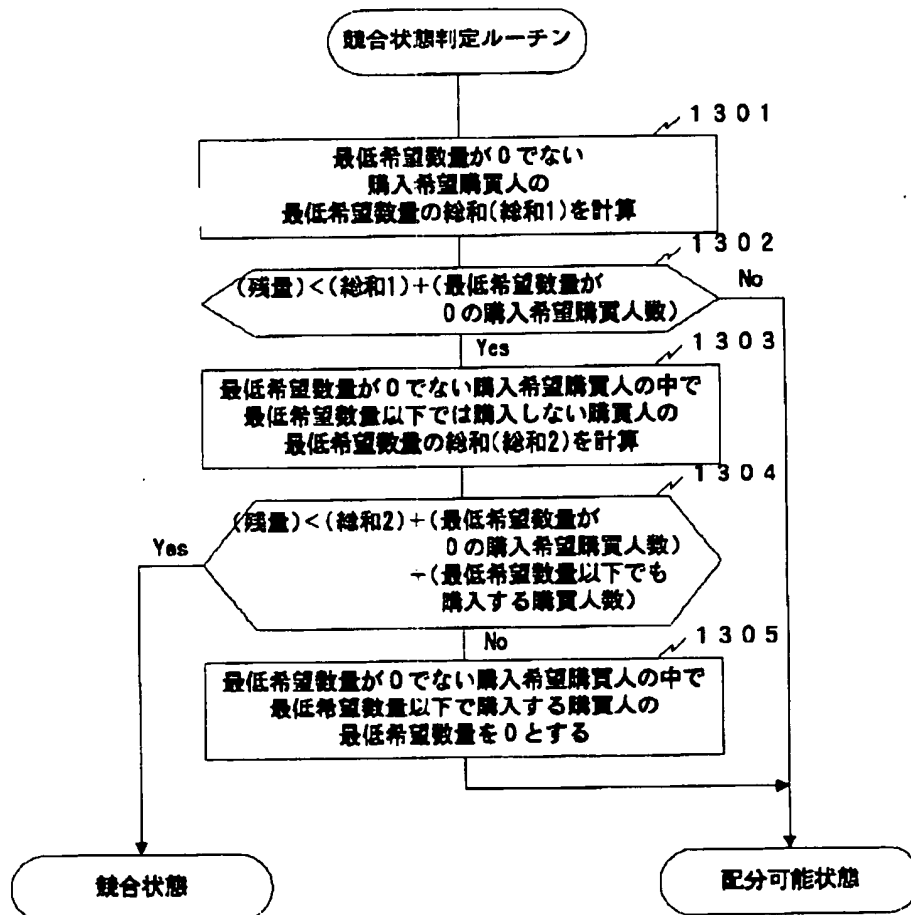 競合状態判定ルーチン
1301
最低希望数量が0でない
購入希望購買人の
最低希望数量の総和(総和1)を計算
1302
(残量)<(総和1)+(最低希望数量が
0の購入希望購買人数)
No
Yes
1303
最低希望数量が0でない購入希望購買人の中で
最低希望数量以下では購入しない購買人の
最低希望数量の総和(総和2)を計算
1304
(残量)<(総和2)+(最低希望数量が
0の購入希望購買人数)
+(最低希望数量以下でも
購入する購買人数)
Yes
No
1305
最低希望数量が0でない購入希望購買人の中で
最低希望数量以下で購入する購買人の
最低希望数量を0とする
競合状態
配分可能状態